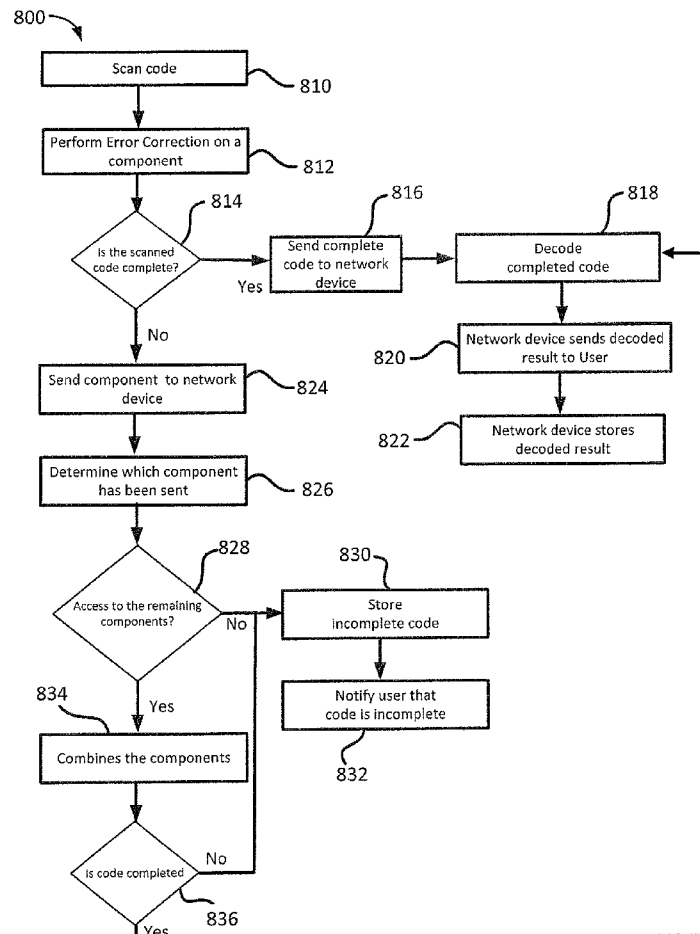 800
Scan code
810
Perform Error Correction on a
component
812
814
Is the scanned
code complete?
Yes
816
Send complete
code to network
device
818
Decode
completed code
No
820
Network device sends decoded
result to User
Send component to network
device
824
822
Network device stores
decoded result
Determine which component
has been sent
826
828
Access to the remaining
components?
No
830
Store
incomplete code
Yes
Notify user that
code is incomplete
832
834
Combines the components
Is code completed
No
836
Yes